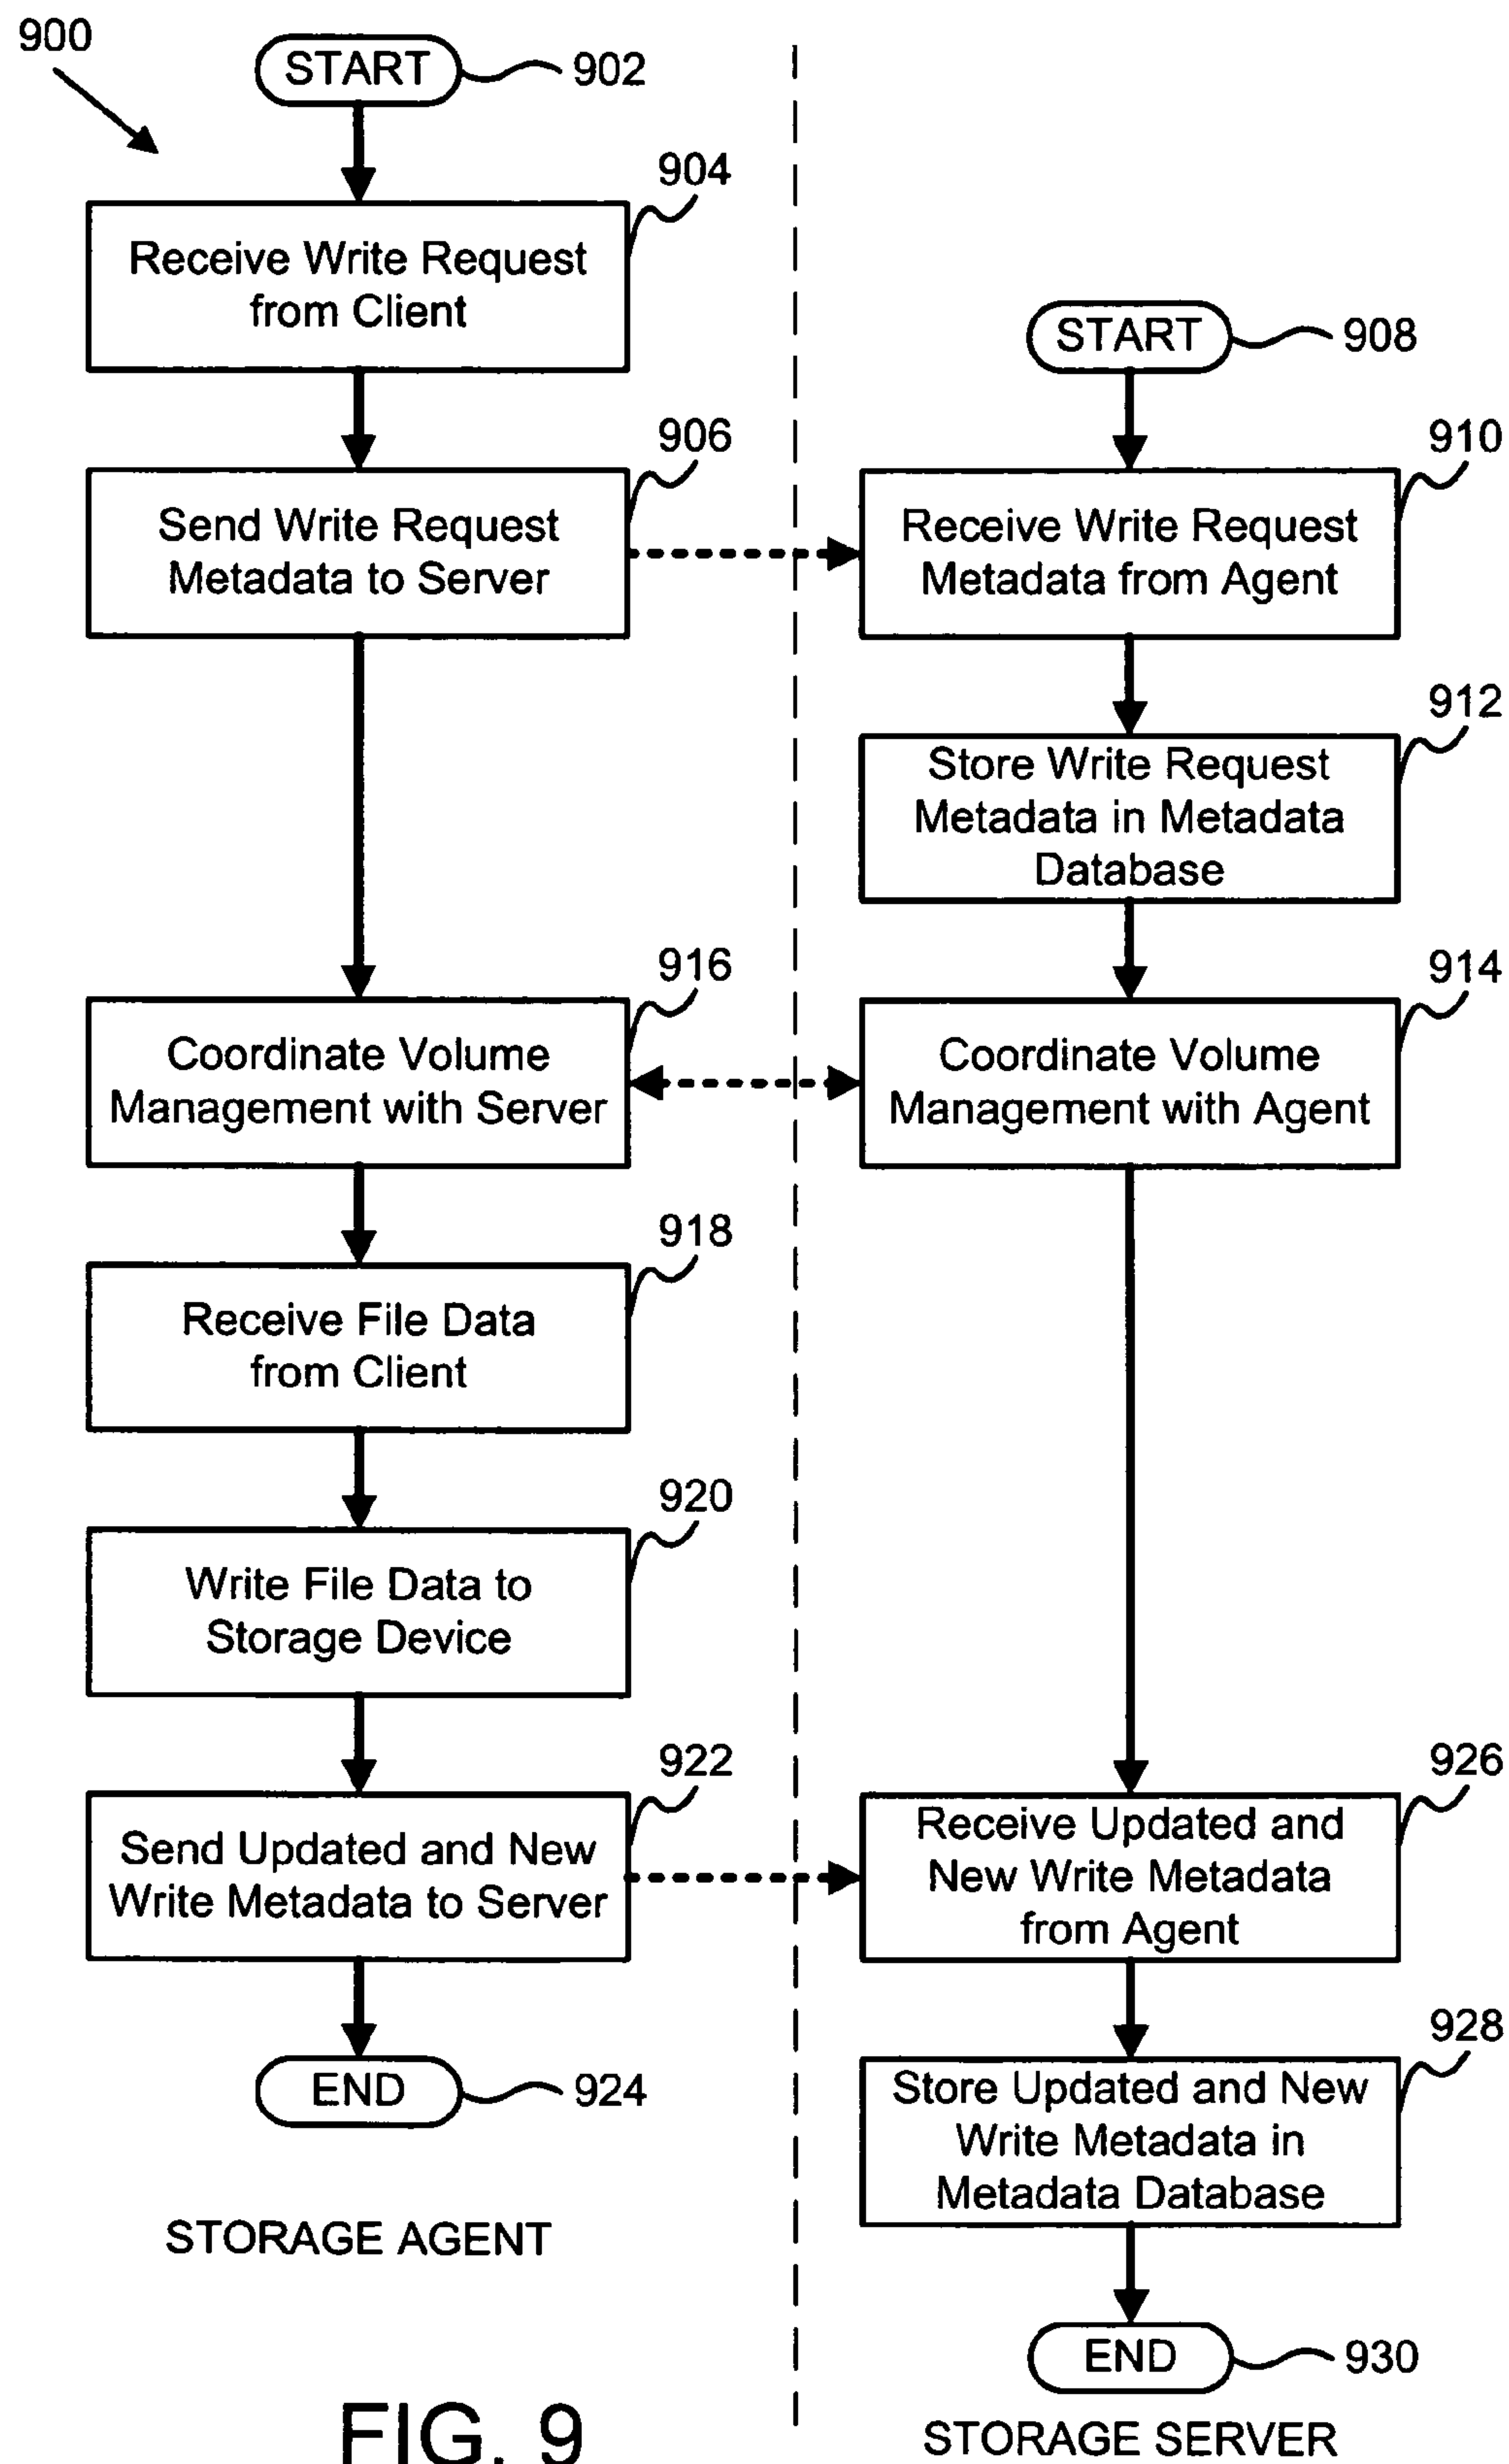 900
START
902
904
Receive Write Request
from Client
906
Send Write Request
Metadata to Server
916
Coordinate Volume
Management with Server
918
Receive File Data
from Client
920
Write File Data to
Storage Device
922
Send Updated and New
Write Metadata to Server
END
924
STORAGE AGENT
START
908
910
Receive Write Request
Metadata from Agent
912
Store Write Request
Metadata in Metadata
Database
914
Coordinate Volume
Management with Agent
926
Receive Updated and
New Write Metadata
from Agent
928
Store Updated and New
Write Metadata in
Metadata Database
END
930
STORAGE SERVER
FIG. 9